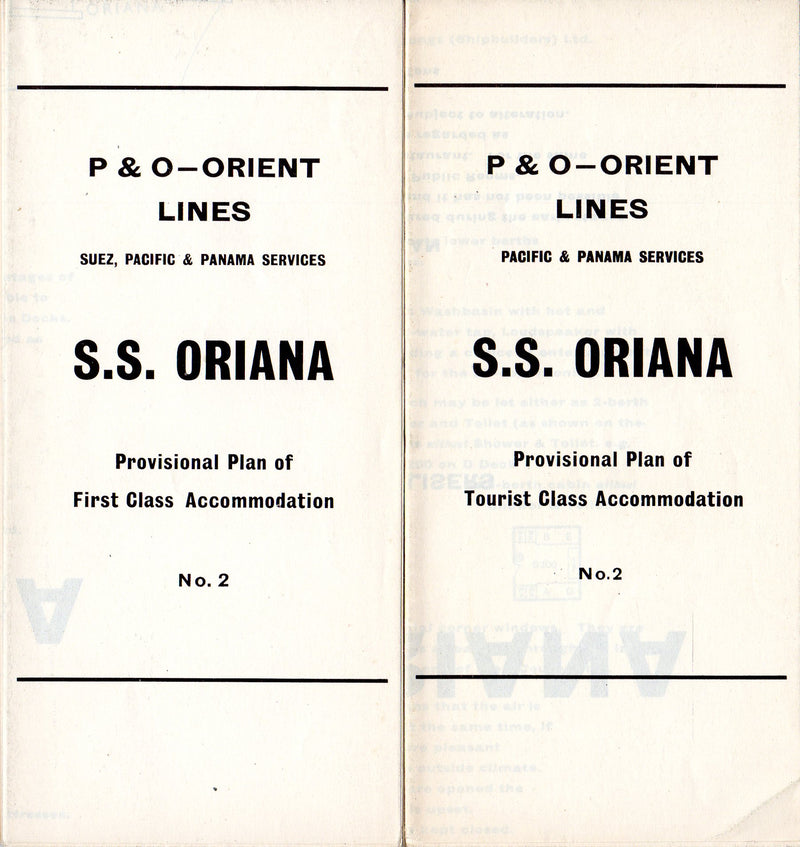 P & O–ORIENT
LINES
SUEZ, PACIFIC & PANAMA SERVICES
S.S. ORIANA
Provisional Plan of
First Class Accommodation
No. 2
P & O–ORIENT
LINES
PACIFIC & PANAMA SERVICES
S.S. ORIANA
Provisional Plan of
Tourist Class Accommodation
No.2